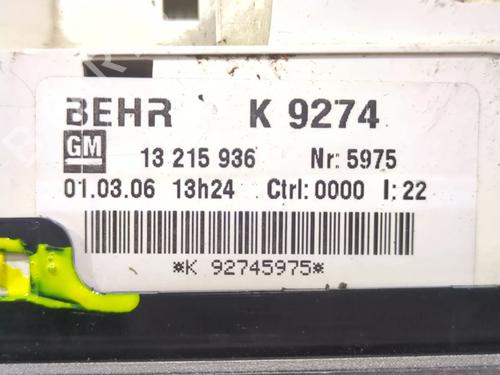 BEHR K 9274
GM 13 215 936 Nr: 5975
01.03.06 13h24 Ctrl: 0000 I: 22
*K 92745975*